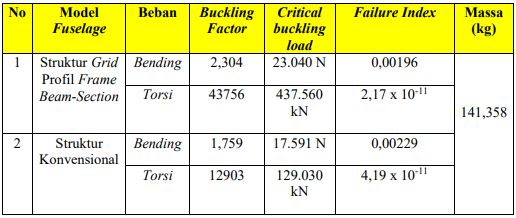 No Model Fuselage Beban Buckling Factor Critical buckling load Failure Index Massa (kg)
1 Struktur Grid Profil Frame Beam-Section Bending 2,304 23.040 N 0,00196 141,358
Torsi 43756 437.560 kN 2,17 x 10⁻¹¹
2 Struktur Konvensional Bending 1,759 17.591 N 0,00229
Torsi 12903 129.030 kN 4,19 x 10⁻¹¹